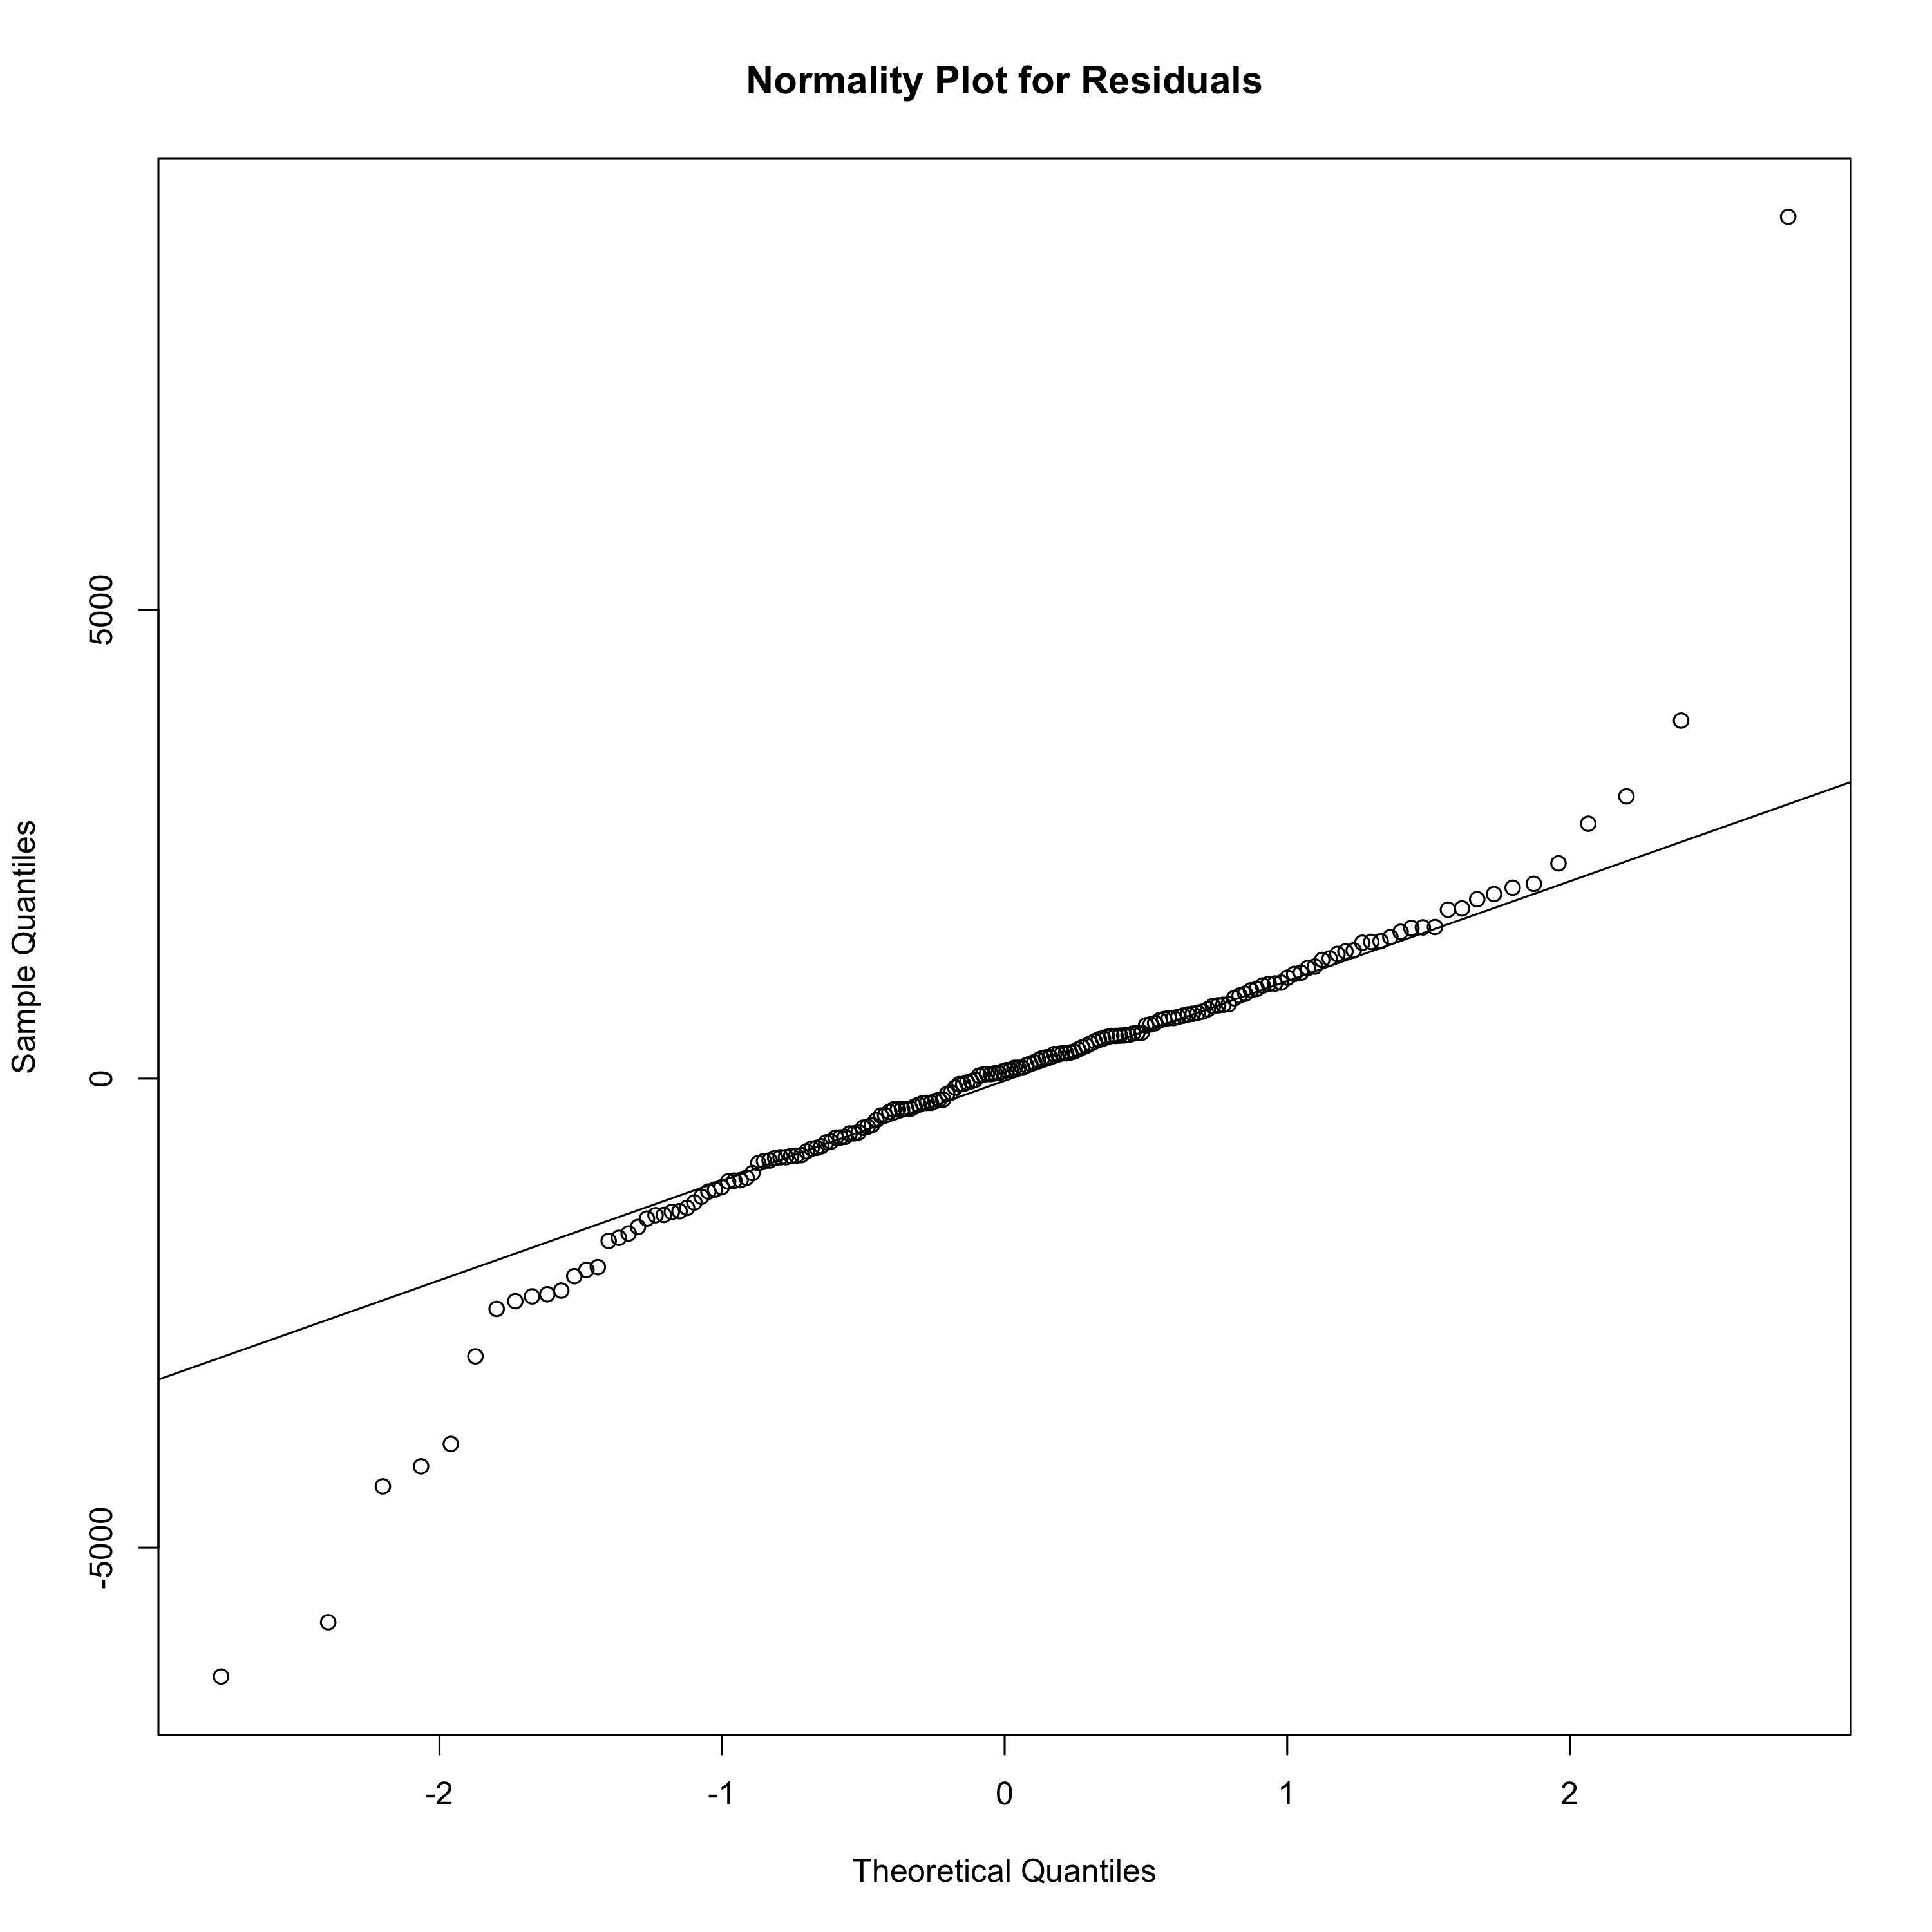 Normality Plot for Residuals
Sample Quantiles
5000
0
-5000
-2 -1 0 1 2
Theoretical Quantiles